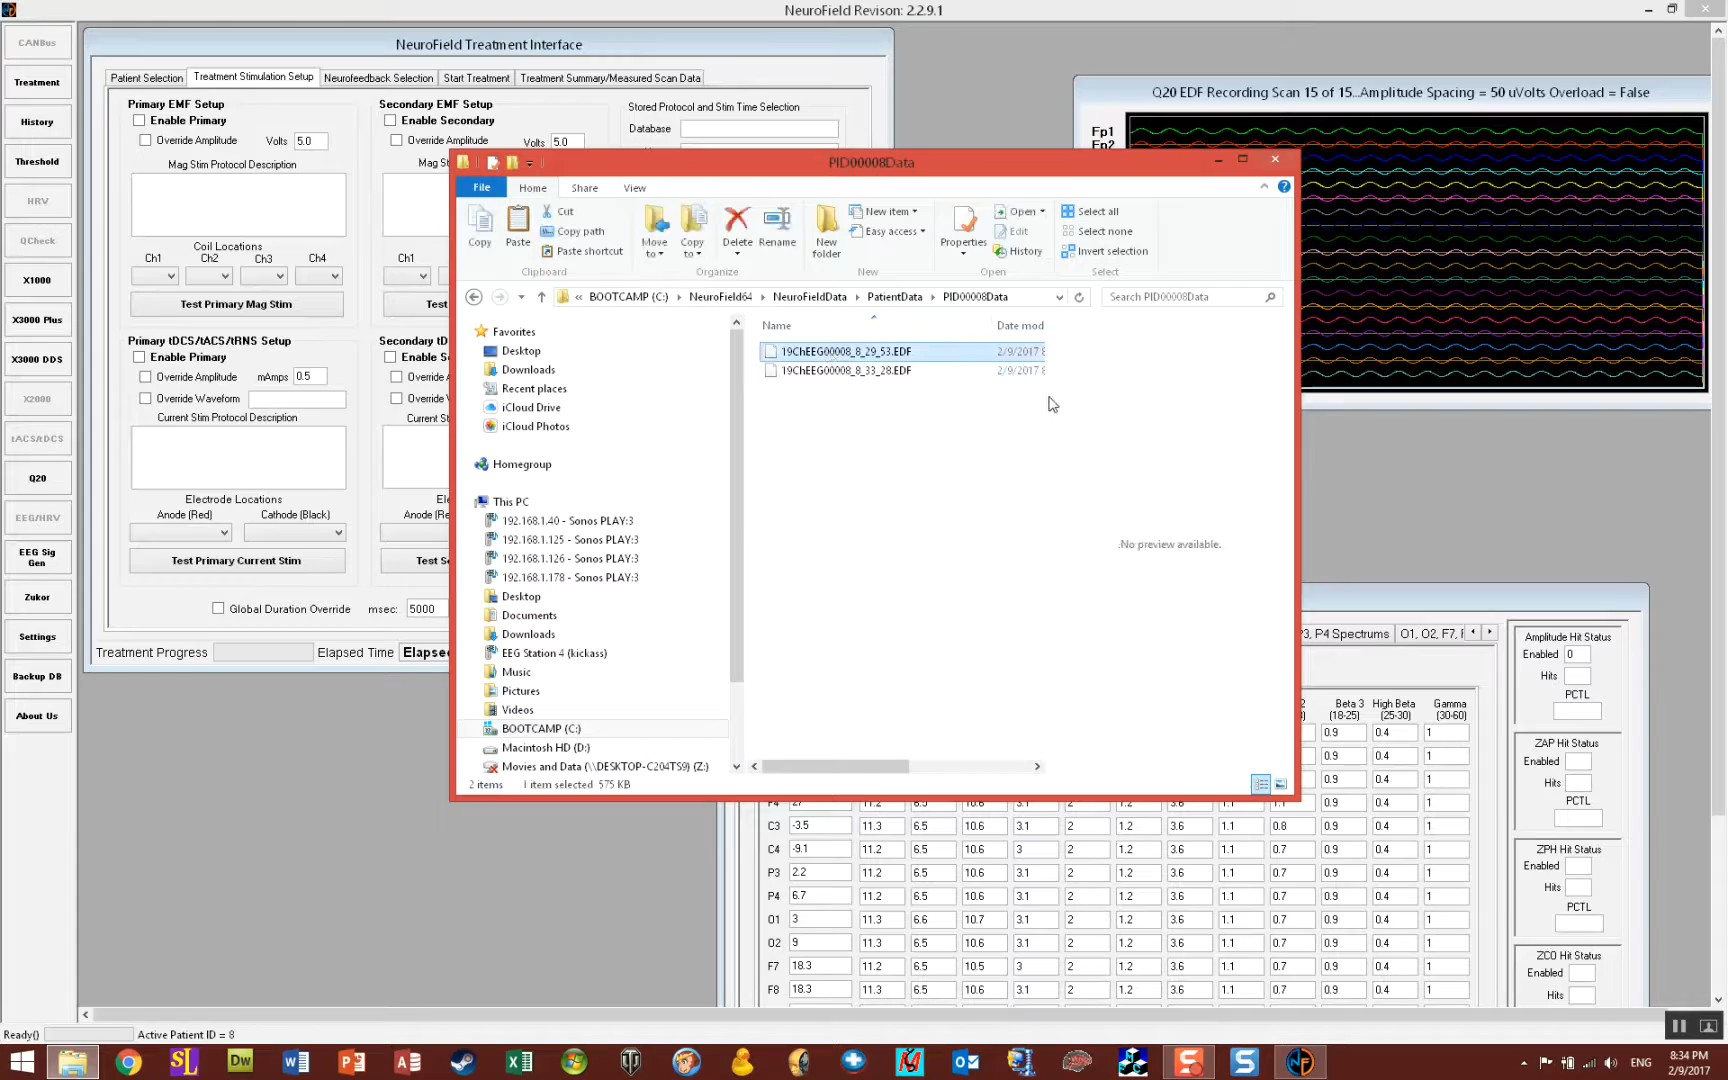 NeuroField Revison: 2.2.9.1
CANBus
Treatment
History
Threshold
HRV
QCheck
X1000
X3000 Plus
X3000 DDS
X2000
tACS/tDCS
Q20
EEG/HRV
EEG Sig Gen
Zukor
Settings
Backup DB
About Us
NeuroField Treatment Interface
Patient Selection
Treatment Stimulation Setup
Neurofeedback Selection
Start Treatment
Treatment Summary/Measured Scan Data
Primary EMF Setup
Enable Primary
Override Amplitude Volts 5.0
Mag Stim Protocol Description
Coil Locations
Ch1 Ch2 Ch3 Ch4
Test Primary Mag Stim
Primary tDCS/tACS/tRNS Setup
Enable Primary
Override Amplitude mAmps 0.5
Override Waveform
Current Stim Protocol Description
Electrode Locations
Anode (Red) Cathode (Black)
Test Primary Current Stim
Global Duration Override msec: 5000
Treatment Progress Elapsed Time Elapse
Secondary EMF Setup
Enable Secondary
Override Amplitude Volts 5.0
Mag S
Ch1
Te
Secondary tD
Enable S
Override A
Override W
Current St
Ele
Anode (Re
Test Se
Stored Protocol and Stim Time Selection
Database
Q20 EDF Recording Scan 15 of 15...Amplitude Spacing = 50 uVolts Overload = False
Fp1
Fp2
PID00008Data
File Home Share View
Copy
Paste
Cut
Copy path
Paste shortcut
Clipboard
Move to
Copy to
Delete
Rename
Organize
New folder
New item
Easy access
New
Properties
Open
Edit
History
Open
Select all
Select none
Invert selection
Select
« BOOTCAMP (C:) NeuroField64 NeuroFieldData PatientData PID00008Data
Search PID00008Data
Favorites
Desktop
Downloads
Recent places
iCloud Drive
iCloud Photos
Homegroup
This PC
192.168.1.40 - Sonos PLAY:3
192.168.1.125 - Sonos PLAY:3
192.168.1.126 - Sonos PLAY:3
192.168.1.178 - Sonos PLAY:3
Desktop
Documents
Downloads
EEG Station 4 (kickass)
Music
Pictures
Videos
BOOTCAMP (C:)
Macintosh HD (D:)
Movies and Data (\\DESKTOP-C204TS9) (Z:)
Name Date mod
19ChEEG00008_8_29_53.EDF 2/9/2017 8
19ChEEG00008_8_33_28.EDF 2/9/2017 8
No preview available.
2 items 1 item selected 575 KB
P3, P4 Spectrums
O1, O2, F7, F
Beta 3 (18-25) High Beta (25-30) Gamma (30-60)
0.9 0.4 1
C3 -3.5 11.3 6.5 10.6 3.1 2 1.2 3.6 1.1 0.8 0.9 0.4 1
C4 -9.1 11.2 6.5 10.6 3 2 1.2 3.6 1.1 0.7 0.9 0.4 1
P3 2.2 11.2 6.5 10.6 3.1 2 1.2 3.6 1.1 0.7 0.9 0.4 1
P4 6.7 11.2 6.5 10.6 3.1 2 1.2 3.6 1.1 0.7 0.9 0.4 1
O1 3 11.3 6.6 10.7 3.1 2 1.2 3.6 1.1 0.7 0.9 0.4 1
O2 9 11.3 6.5 10.6 3.1 2 1.2 3.6 1.1 0.7 0.9 0.4 1
F7 18.3 11.2 6.5 10.5 3 2 1.2 3.6 1.1 0.7 0.9 0.4 1
F8 18.3 11.2 6.5 10.6 3.1 2 1.2 3.6 1.1 0.7 0.9 0.4 1
Amplitude Hit Status
Enabled 0
Hits
PCTL
ZAP Hit Status
Enabled
Hits
PCTL
ZPH Hit Status
Enabled
Hits
PCTL
ZCO Hit Status
Enabled
Hits
Ready() Active Patient ID = 8
ENG
8:34 PM
2/9/2017